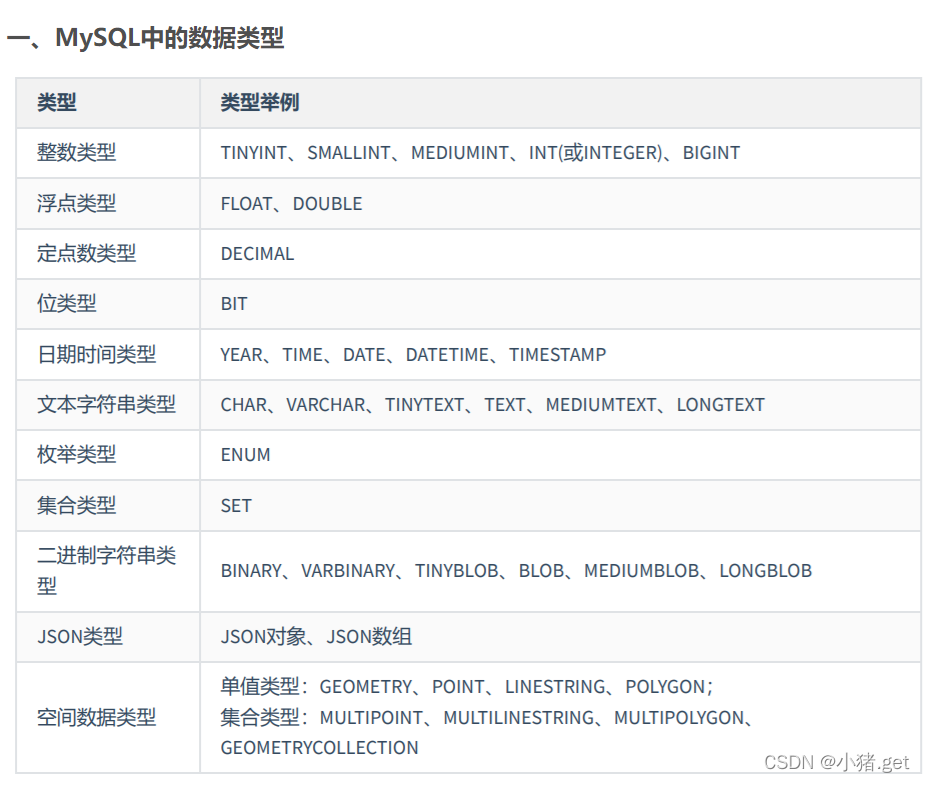 一、MySQL中的数据类型
类型 类型举例
整数类型 TINYINT、SMALLINT、MEDIUMINT、INT(或INTEGER)、BIGINT
浮点类型 FLOAT、DOUBLE
定点数类型 DECIMAL
位类型 BIT
日期时间类型 YEAR、TIME、DATE、DATETIME、TIMESTAMP
文本字符串类型 CHAR、VARCHAR、TINYTEXT、TEXT、MEDIUMTEXT、LONGTEXT
枚举类型 ENUM
集合类型 SET
二进制字符串类
型
BINARY、VARBINARY、TINYBLOB、BLOB、MEDIUMBLOB、LONGBLOB
JSON类型 JSON对象、JSON数组
空间数据类型
单值类型：GEOMETRY、POINT、LINESTRING、POLYGON；
集合类型：MULTIPOINT、MULTILINESTRING、MULTIPOLYGON、
GEOMETRYCOLLECTION
CSDN @小猪.get